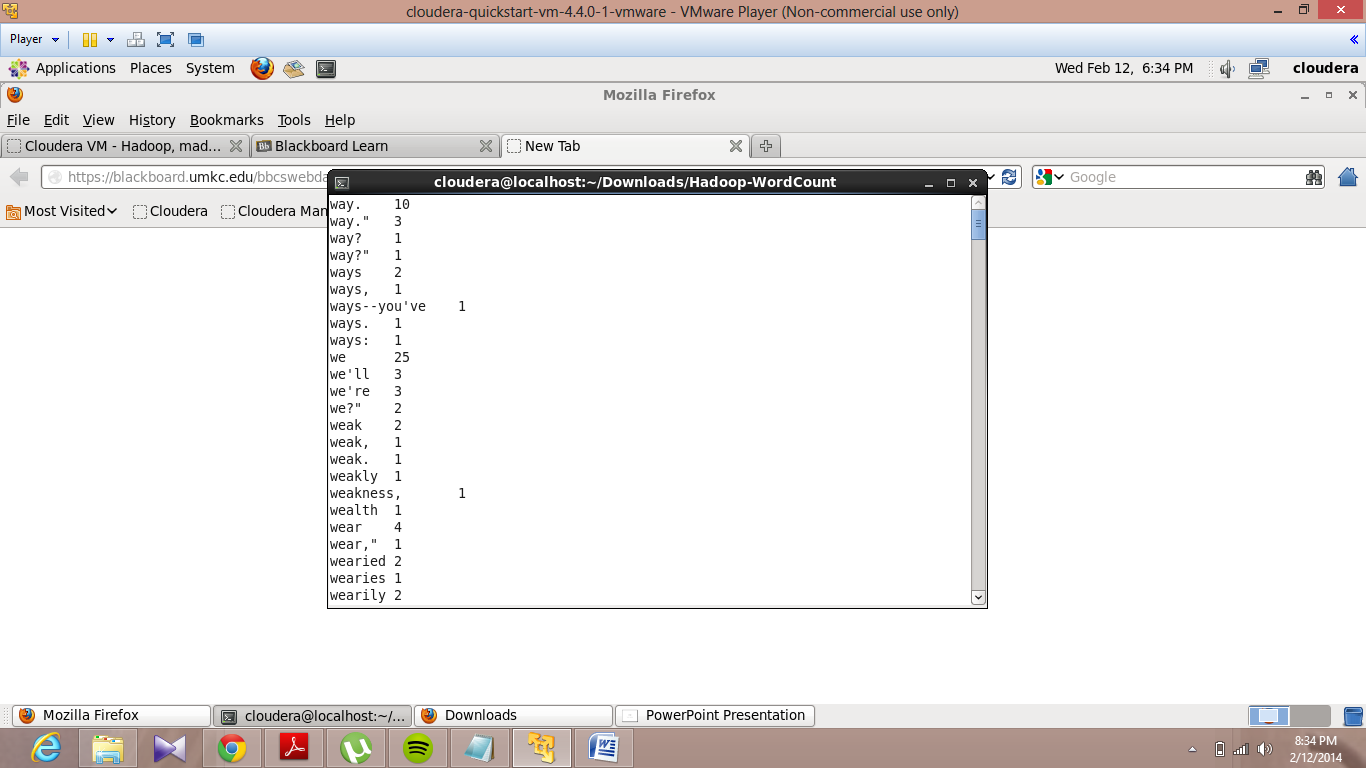 cloudera-quickstart-vm-4.4.0-1-vmware - VMware Player (Non-commercial use only)
Player
Applications Places System Wed Feb 12, 6:34 PM cloudera
Mozilla Firefox
File Edit View History Bookmarks Tools Help
Cloudera VM - Hadoop, mad... Bb Blackboard Learn New Tab
https://blackboard.umkc.edu/bbcswebda Google
Most Visited Cloudera Cloudera Man
cloudera@localhost:~/Downloads/Hadoop-WordCount
way. 10
way." 3
way? 1
way?" 1
ways 2
ways, 1
ways--you've 1
ways. 1
ways: 1
we 25
we'll 3
we're 3
we?" 2
weak 2
weak, 1
weak. 1
weakly 1
weakness, 1
wealth 1
wear 4
wear," 1
wearied 2
wearies 1
wearily 2
Mozilla Firefox cloudera@localhost:~/... Downloads PowerPoint Presentation
8:34 PM
2/12/2014